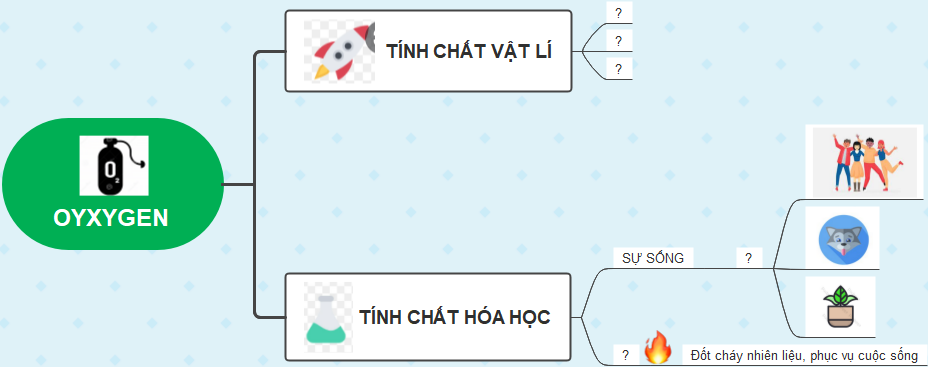 O2
OYXYGEN
TÍNH CHẤT VẬT LÍ
?
?
?
TÍNH CHẤT HÓA HỌC
SỰ SỐNG
?
?
Đốt cháy nhiên liệu, phục vụ cuộc sống